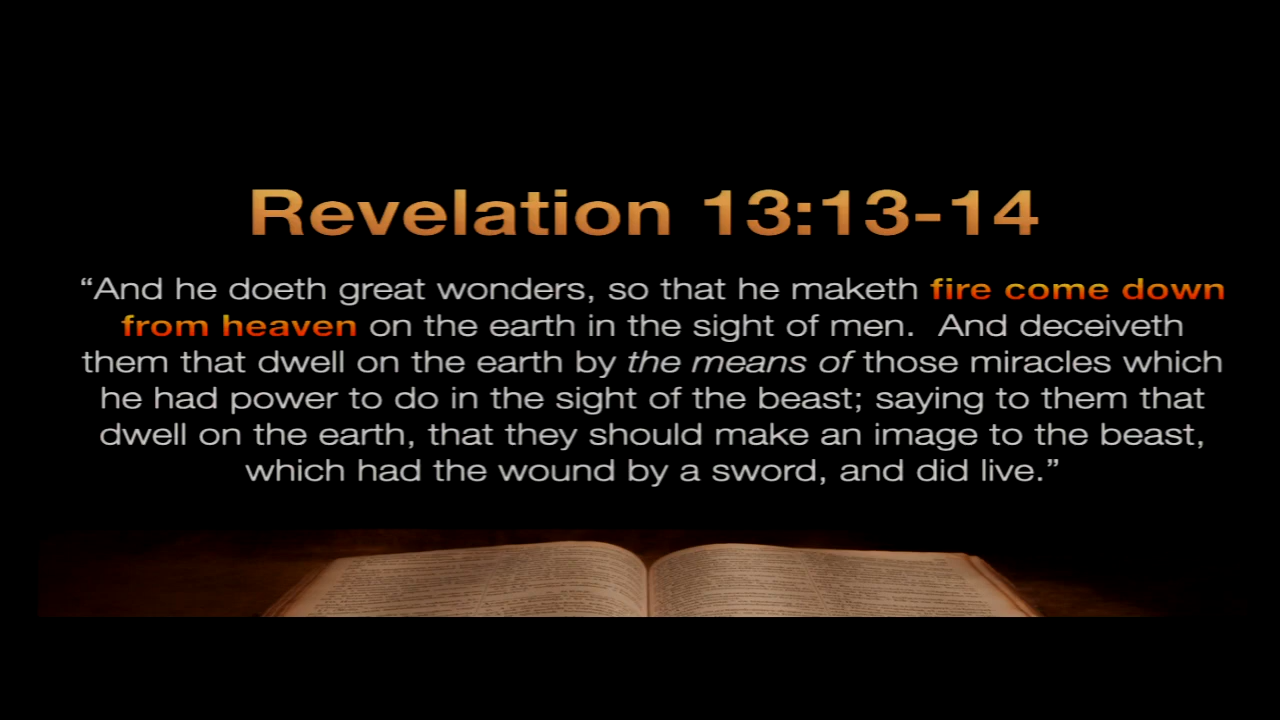 Revelation 13:13-14
“And he doeth great wonders, so that he maketh fire come down
from heaven on the earth in the sight of men.  And deceiveth
them that dwell on the earth by the means of those miracles which
he had power to do in the sight of the beast; saying to them that
dwell on the earth, that they should make an image to the beast,
which had the wound by a sword, and did live.”